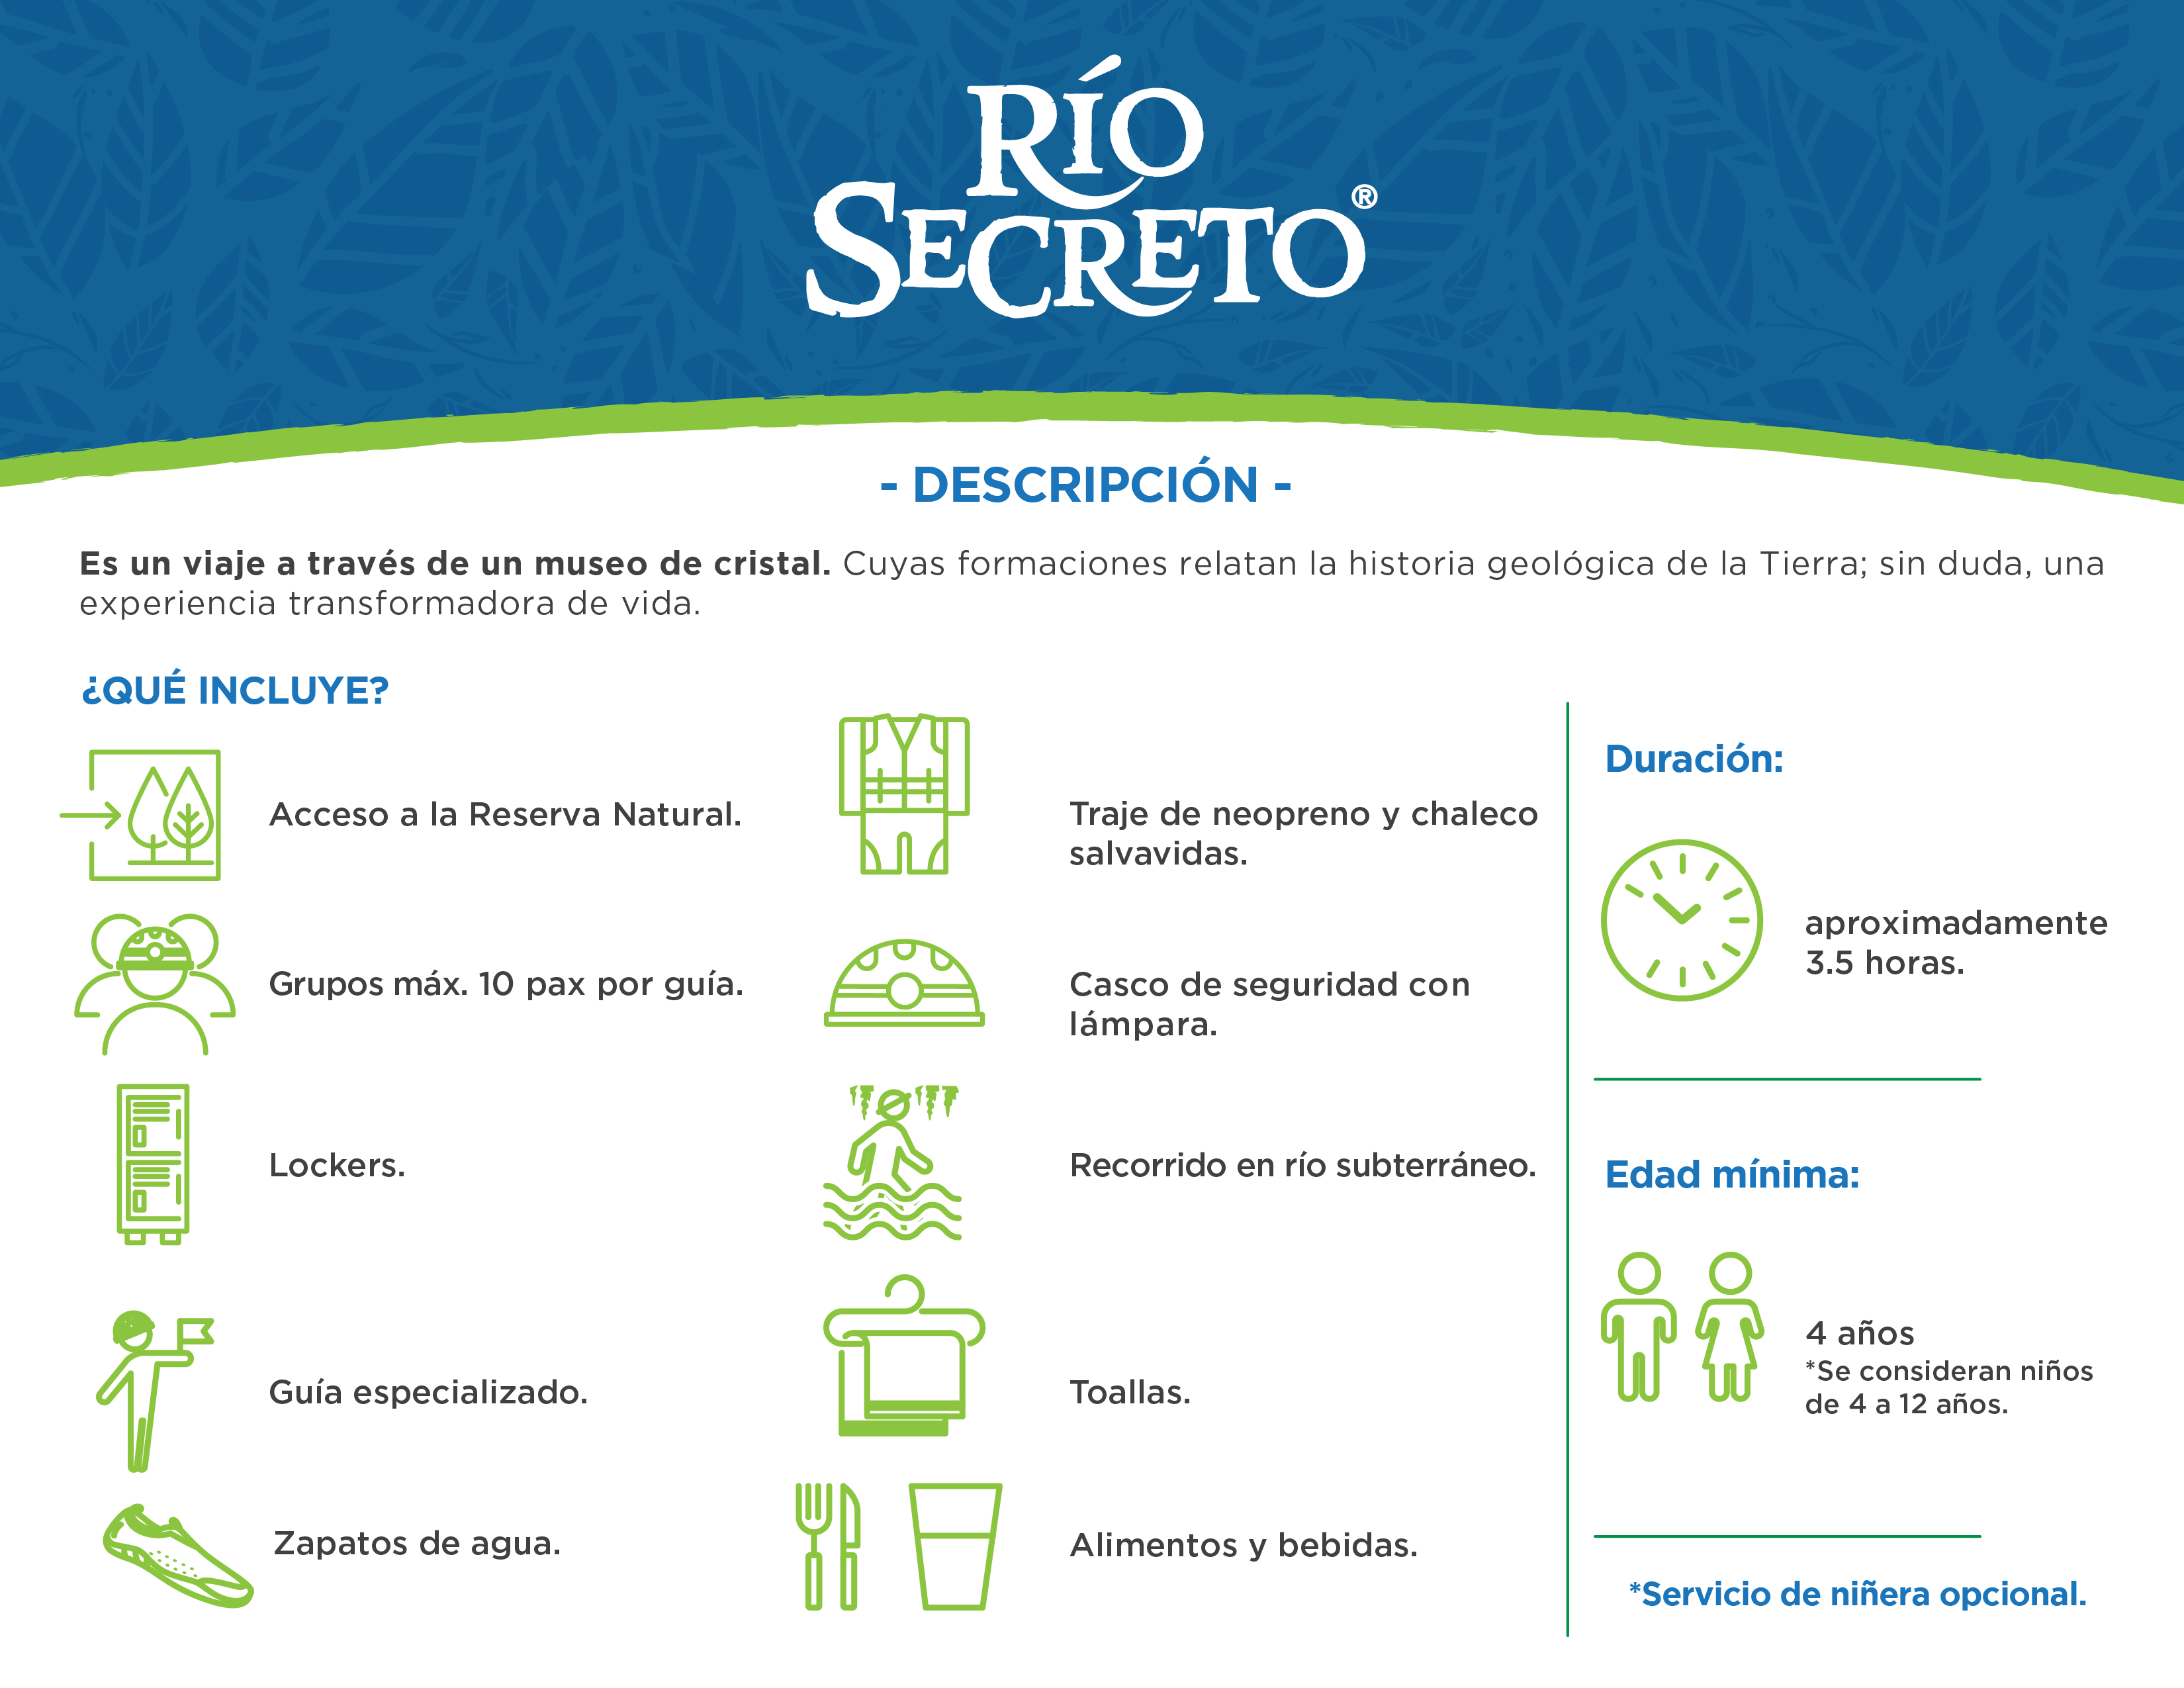 RÍO
SECRETO®
- DESCRIPCIÓN -
Es un viaje a través de un museo de cristal. Cuyas formaciones relatan la historia geológica de la Tierra; sin duda, una
experiencia transformadora de vida.
¿QUÉ INCLUYE?
Acceso a la Reserva Natural.
Grupos máx. 10 pax por guía.
Lockers.
Guía especializado.
Zapatos de agua.
Traje de neopreno y chaleco
salvavidas.
Casco de seguridad con
lámpara.
Recorrido en río subterráneo.
Toallas.
Alimentos y bebidas.
Duración:
aproximadamente
3.5 horas.
Edad mínima:
4 años
*Se consideran niños
de 4 a 12 años.
*Servicio de niñera opcional.